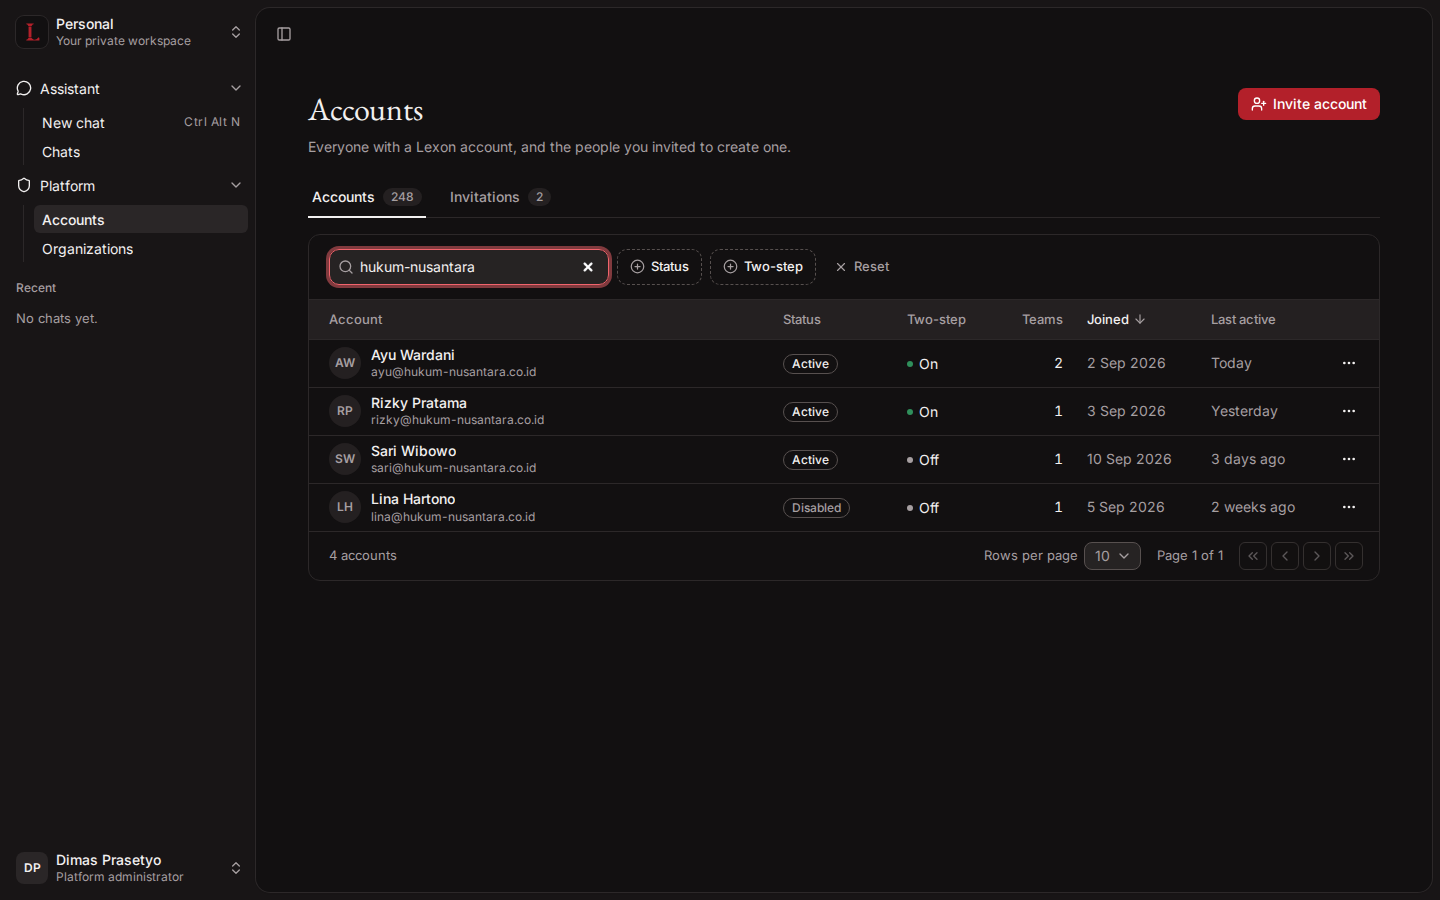 L
Personal
Your private workspace
Assistant
New chat Ctrl Alt N
Chats
Platform
Accounts
Organizations
Recent
No chats yet.
DP
Dimas Prasetyo
Platform administrator
Accounts
Invite account
Everyone with a Lexon account, and the people you invited to create one.
Accounts 248 Invitations 2
hukum-nusantara Status Two-step Reset
Account Status Two-step Teams Joined Last active
AW Ayu Wardani Active On 2 2 Sep 2026 Today
ayu@hukum-nusantara.co.id
RP Rizky Pratama Active On 1 3 Sep 2026 Yesterday
rizky@hukum-nusantara.co.id
SW Sari Wibowo Active Off 1 10 Sep 2026 3 days ago
sari@hukum-nusantara.co.id
LH Lina Hartono Disabled Off 1 5 Sep 2026 2 weeks ago
lina@hukum-nusantara.co.id
4 accounts Rows per page 10 Page 1 of 1